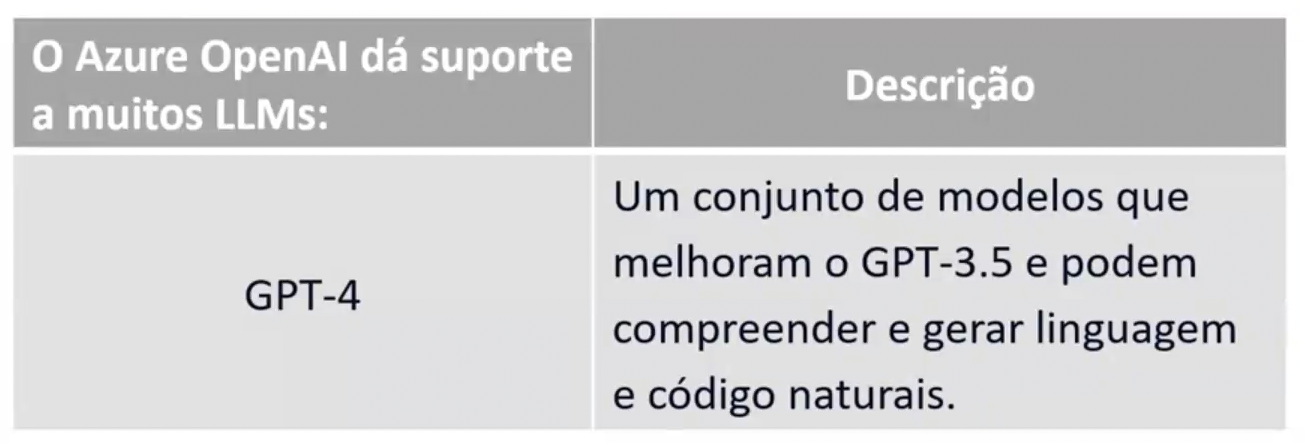 O Azure OpenAI dá suporte
a muitos LLMs:
Descrição
GPT-4
Um conjunto de modelos que
melhoram o GPT-3.5 e podem
compreender e gerar linguagem
e código naturais.